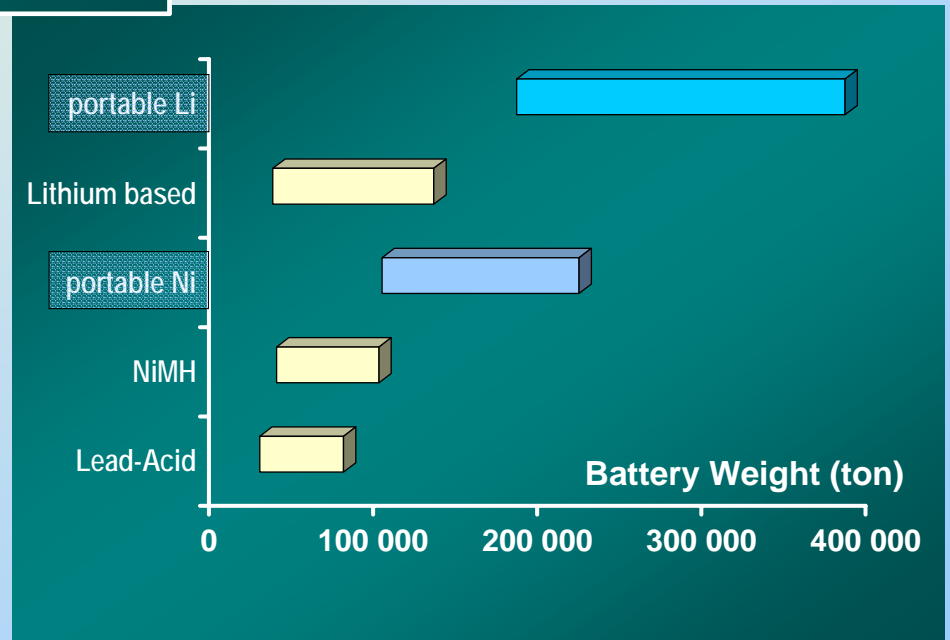 portable Li
Lithium based
portable Ni
NiMH
Lead-Acid
Battery Weight (ton)
0 100 000 200 000 300 000 400 000